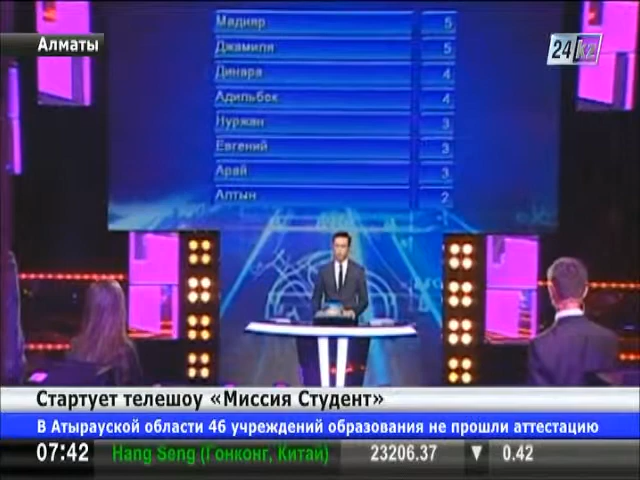 Алматы
24kz
Мадияр 5
Джамиля 5
Динара 4
Адильбек 4
Нуржан 3
Евгений 3
Арай 3
Алтын 2
Стартует телешоу «Миссия Студент»
В Атырауской области 46 учреждений образования не прошли аттестацию
07:42 Hang Seng (Гонконг, Китай) 23206.37 ▼ 0.42